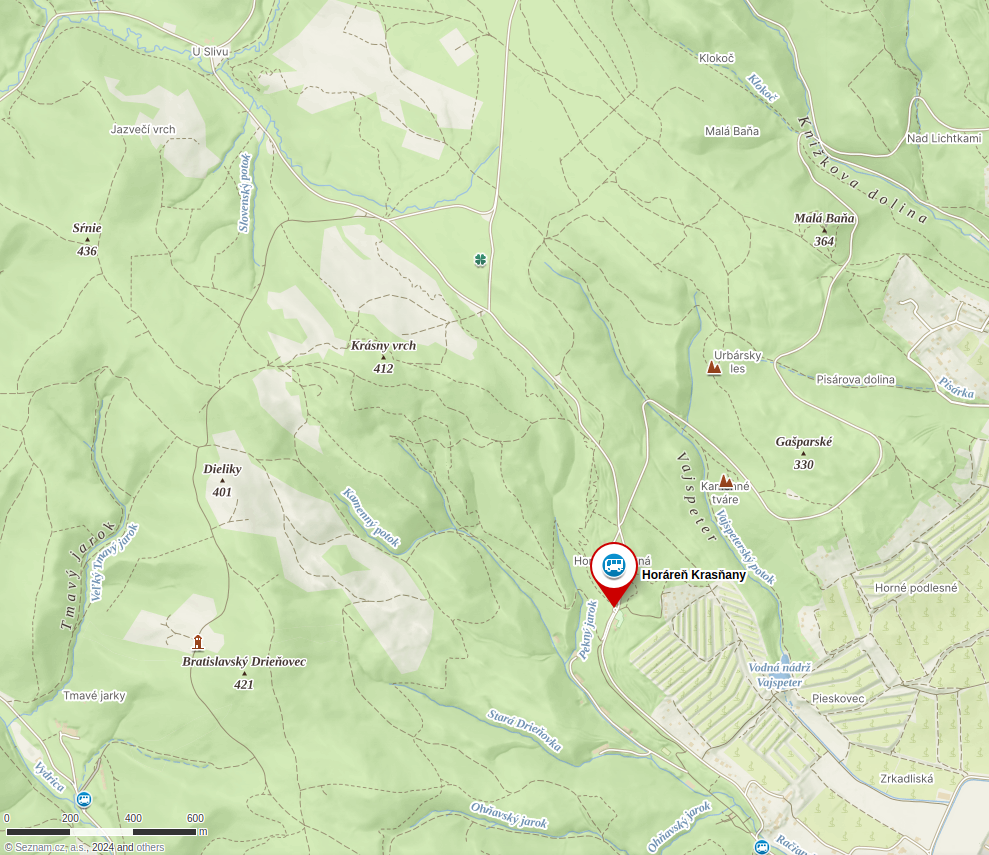 U Slivu
Klokoč
Klokoč
Jazvečí vrch
Malá Baňa
Knižkova dolina
Nad Lichtkami
Slovenský potok
Malá Baňa
364
Sŕnie
436
Krásny vrch
412
Urbársky
les
Pisárova dolina
Pisárka
Gašparské
330
Dieliky
401
Kamenný potok
Vajspeter
Kamenné
tváre
Vajspeterský potok
Tmavý jarok
Veľký Tmavý jarok
Horáreň Krasňany
Horné podlesné
Pekný jarok
Bratislavský Drieňovec
421
Vodná nádrž
Vajspeter
Tmavé jarky
Pieskovec
Stará Drieňovka
Vydrica
Zrkadliská
Ohňavský jarok
Ohňavský jarok
0 200 400 600
m
© Seznam.cz, a.s., 2024 and others